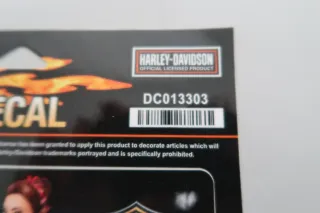 HARLEY-DAVIDSON
OFFICIAL LICENSED PRODUCT
DC013303
ECAL
has been granted to apply this product to decorate articles which will
trademarks portrayed and is specifically prohibited.